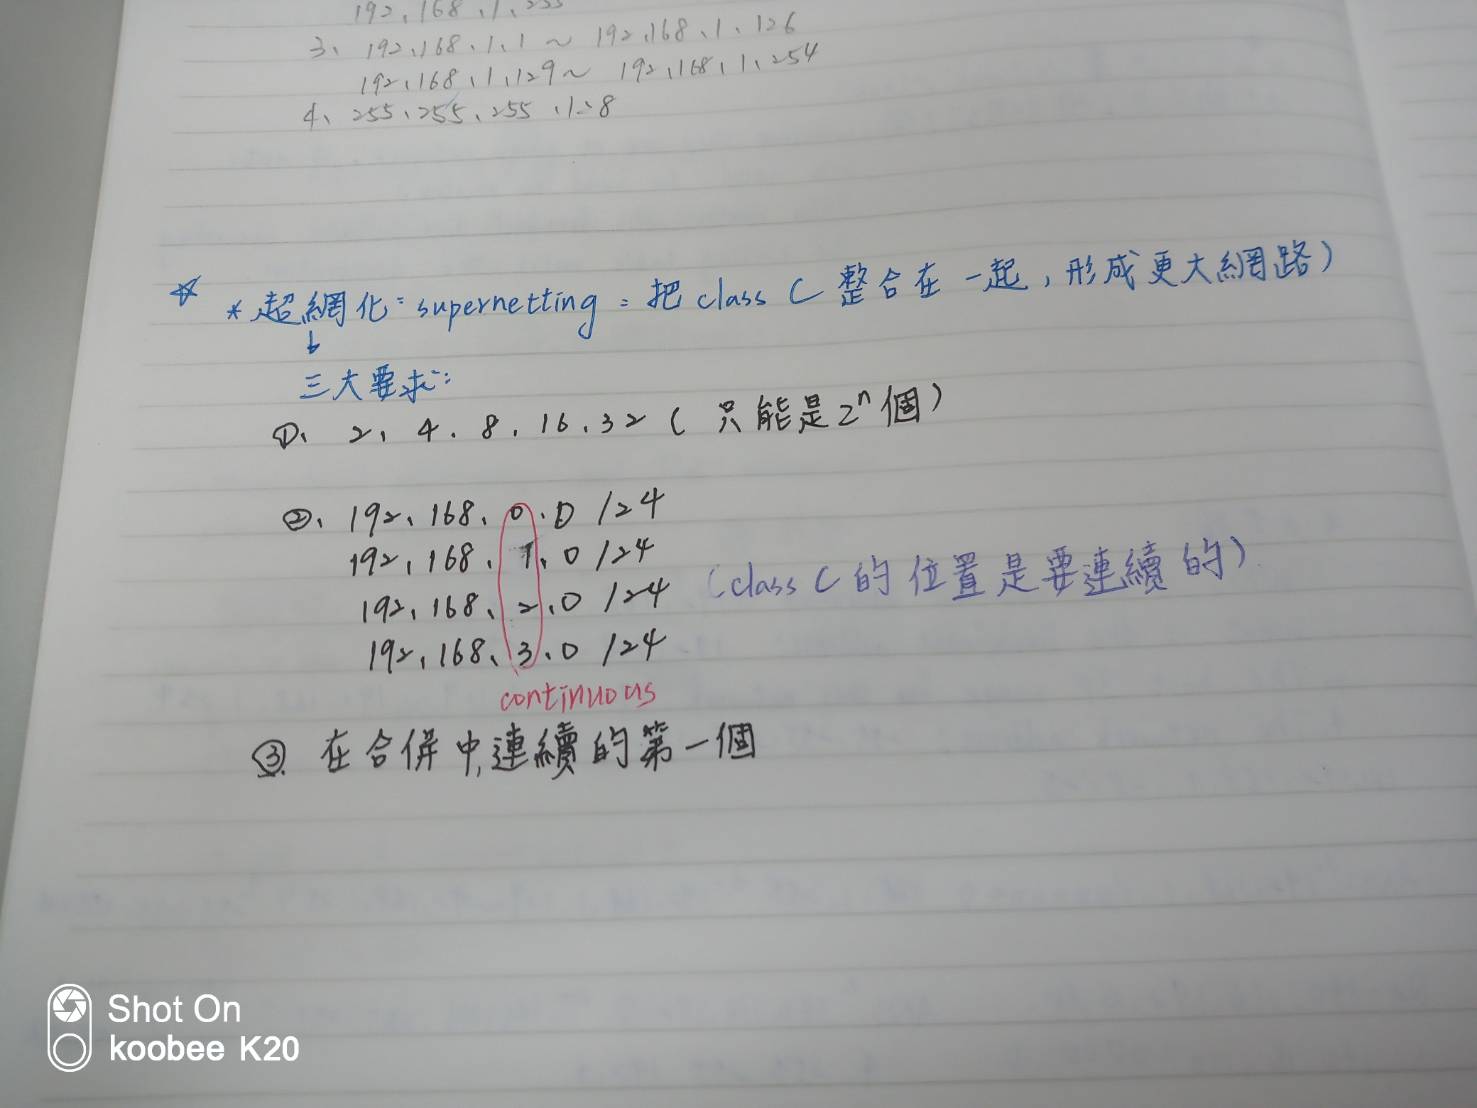 192.168.1.255
3、192.168.1.1 ~ 192.168.1.126
192.168.1.129 ~ 192.168.1.254
4、255.255.255.128
* 超網化: supernetting: 把 class C 整合在一起,形成更大網路)
三大要求:
①、2、4、8、16、32 ( 只能是2ⁿ個)
②、192.168.0.0 /24
192.168.1.0 /24
(class C 的位置是要連續的)
192.168.2.0 /24
192.168.3.0 /24
continuous
③ 在合併中,連續的第一個
Shot On
koobee K20